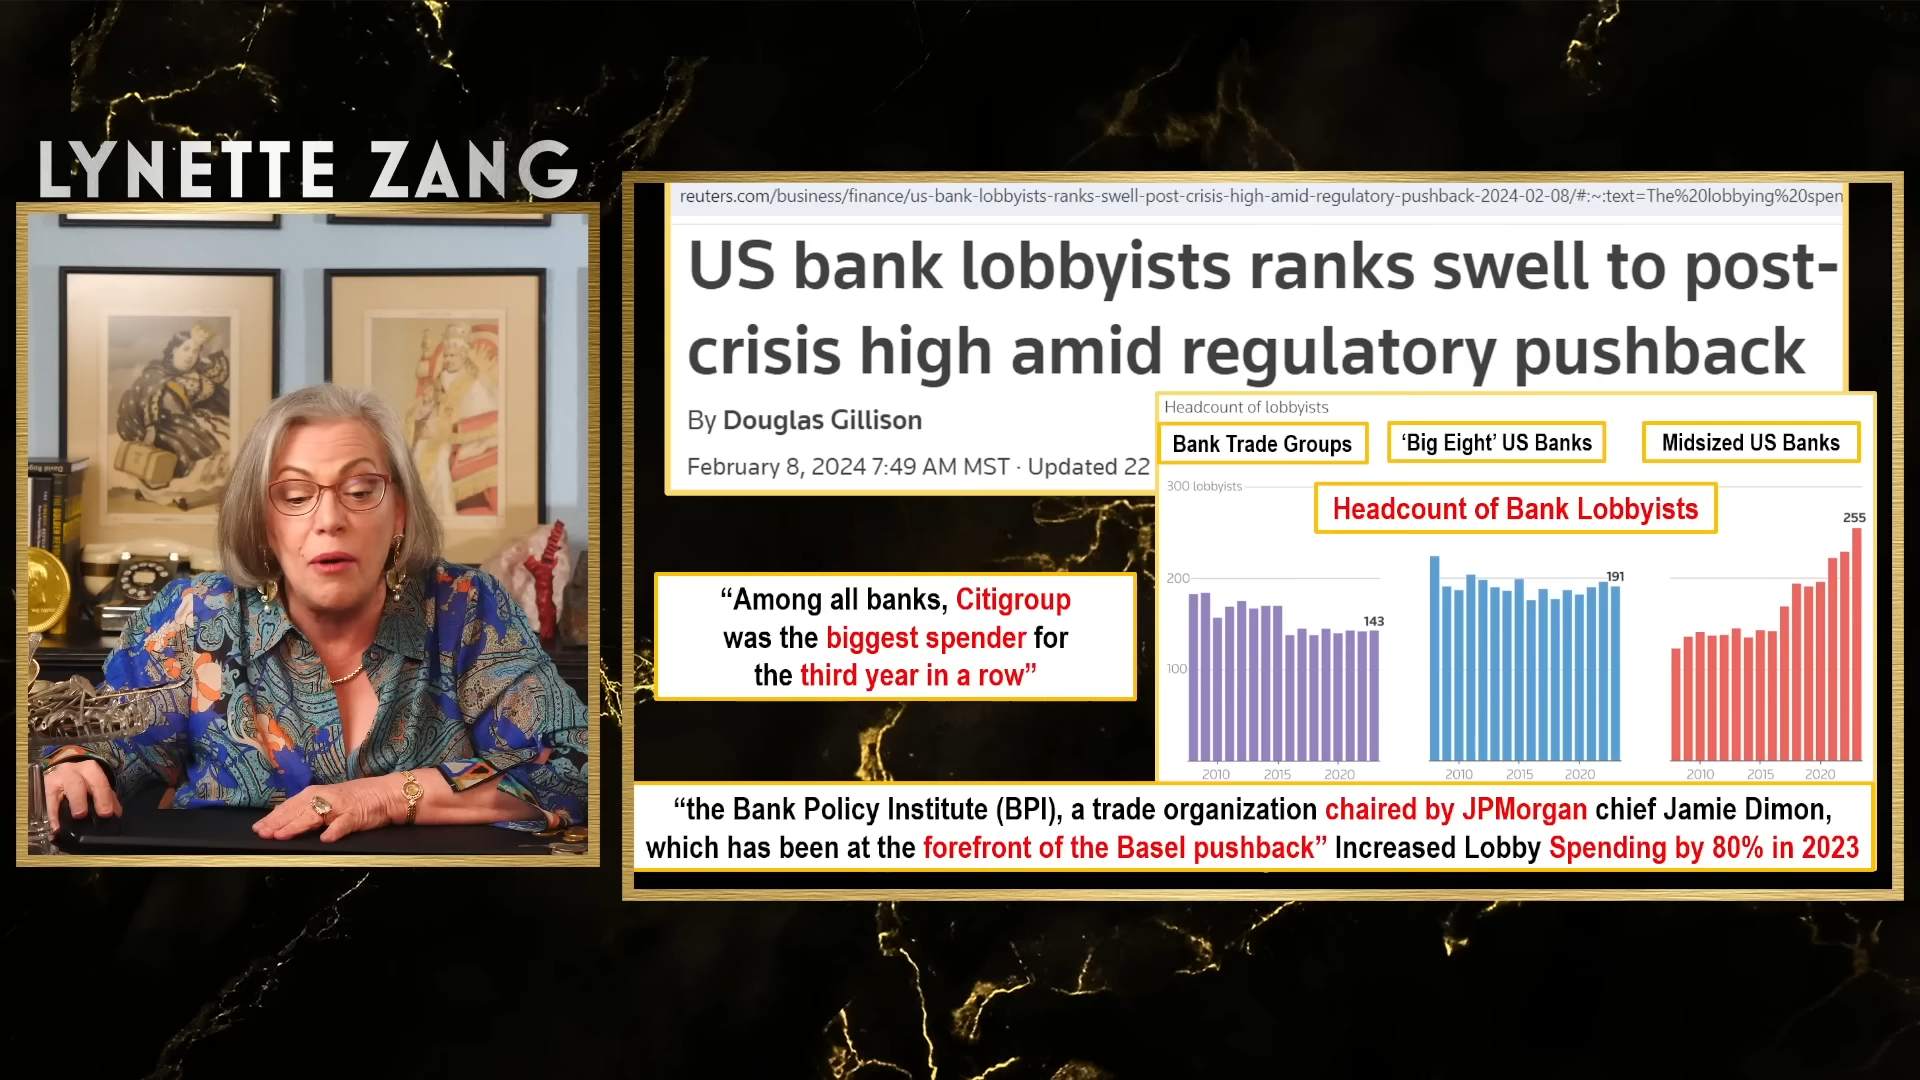 LYNETTE ZANG
reuters.com/business/finance/us-bank-lobbyists-ranks-swell-post-crisis-high-amid-regulatory-pushback-2024-02-08/#:~:text=The%20lobbying%20spen
US bank lobbyists ranks swell to post-
crisis high amid regulatory pushback
By Douglas Gillison
February 8, 2024 7:49 AM MST · Updated 22
Headcount of lobbyists
Bank Trade Groups
‘Big Eight’ US Banks
Midsized US Banks
300 lobbyists
Headcount of Bank Lobbyists
255
200
191
143
100
2010 2015 2020
2010 2015 2020
2010 2015 2020
“Among all banks, Citigroup
was the biggest spender for
the third year in a row”
“the Bank Policy Institute (BPI), a trade organization chaired by JPMorgan chief Jamie Dimon,
which has been at the forefront of the Basel pushback” Increased Lobby Spending by 80% in 2023